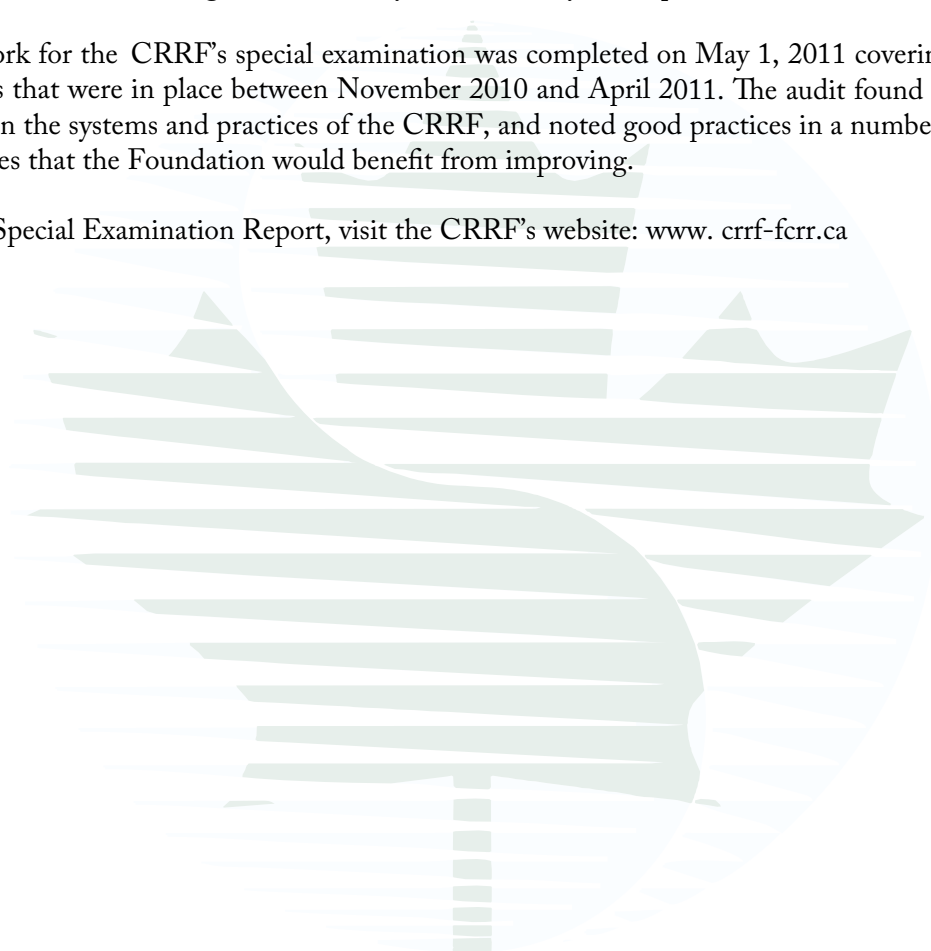 ork for the CRRF’s special examination was completed on May 1, 2011 coverin
s that were in place between November 2010 and April 2011. The audit found
n the systems and practices of the CRRF, and noted good practices in a numbe
es that the Foundation would benefit from improving.
Special Examination Report, visit the CRRF’s website: www. crrf-fcrr.ca